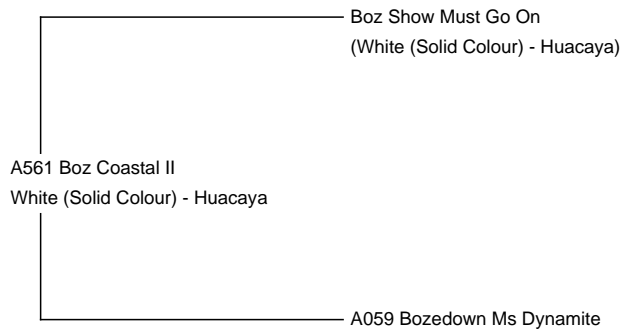 Boz Show Must Go On
(White (Solid Colour) - Huacaya)
A561 Boz Coastal II
White (Solid Colour) - Huacaya
A059 Bozedown Ms Dynamite